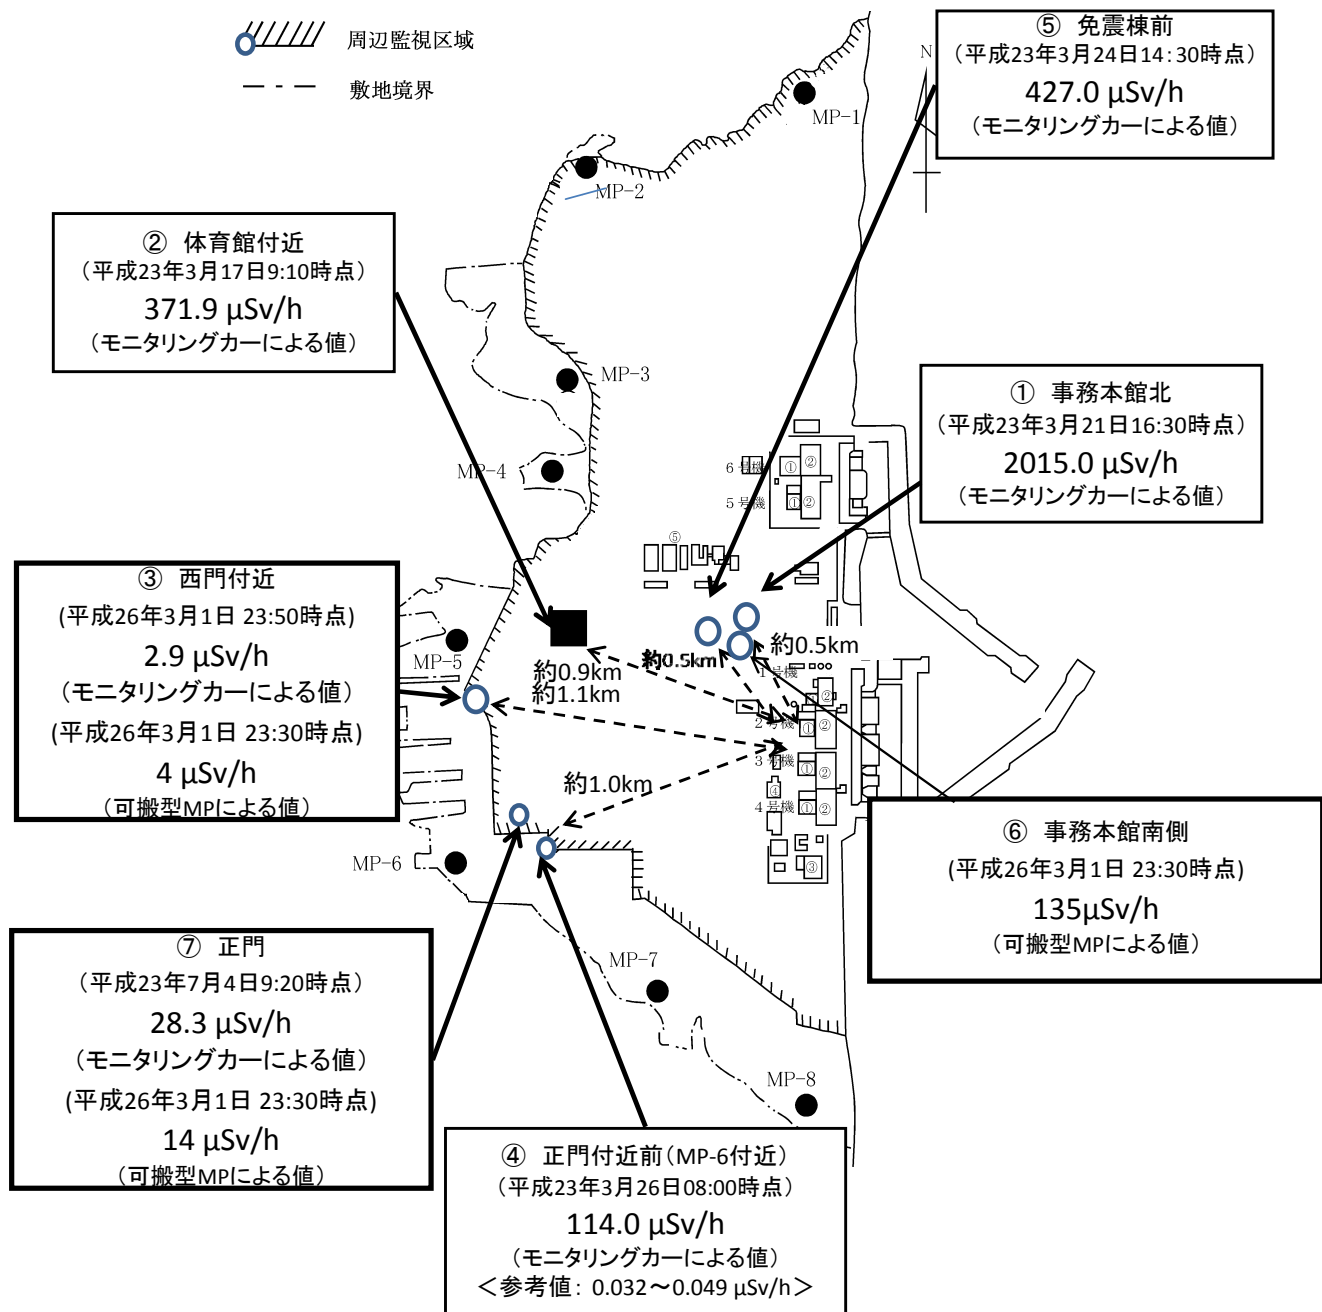 周辺監視区域
敷地境界
⑤ 免震棟前
（平成23年3月24日14:30時点）
427.0 μSv/h
（モニタリングカーによる値）
N
MP-1
MP-2
② 体育館付近
（平成23年3月17日9:10時点）
371.9 μSv/h
（モニタリングカーによる値）
MP-3
① 事務本館北
（平成23年3月21日16:30時点）
2015.0 μSv/h
（モニタリングカーによる値）
MP-4
6号機
①
②
5号機
①
②
⑤
③ 西門付近
(平成26年3月1日 23:50時点)
2.9 μSv/h
（モニタリングカーによる値）
(平成26年3月1日 23:30時点)
4 μSv/h
（可搬型MPによる値）
MP-5
約0.9km
約1.1km
約0.5km
約0.5km
1号機
②
2号機
①
②
3号機
①
②
約1.0km
④
4号機
①
②
③
MP-6
⑥ 事務本館南側
(平成26年3月1日 23:30時点)
135μSv/h
（可搬型MPによる値）
⑦ 正門
（平成23年7月4日9:20時点）
28.3 μSv/h
（モニタリングカーによる値）
(平成26年3月1日 23:30時点)
14 μSv/h
（可搬型MPによる値）
MP-7
MP-8
④ 正門付近前（MP-6付近）
（平成23年3月26日08:00時点）
114.0 μSv/h
（モニタリングカーによる値）
＜参考値：0.032～0.049 μSv/h＞